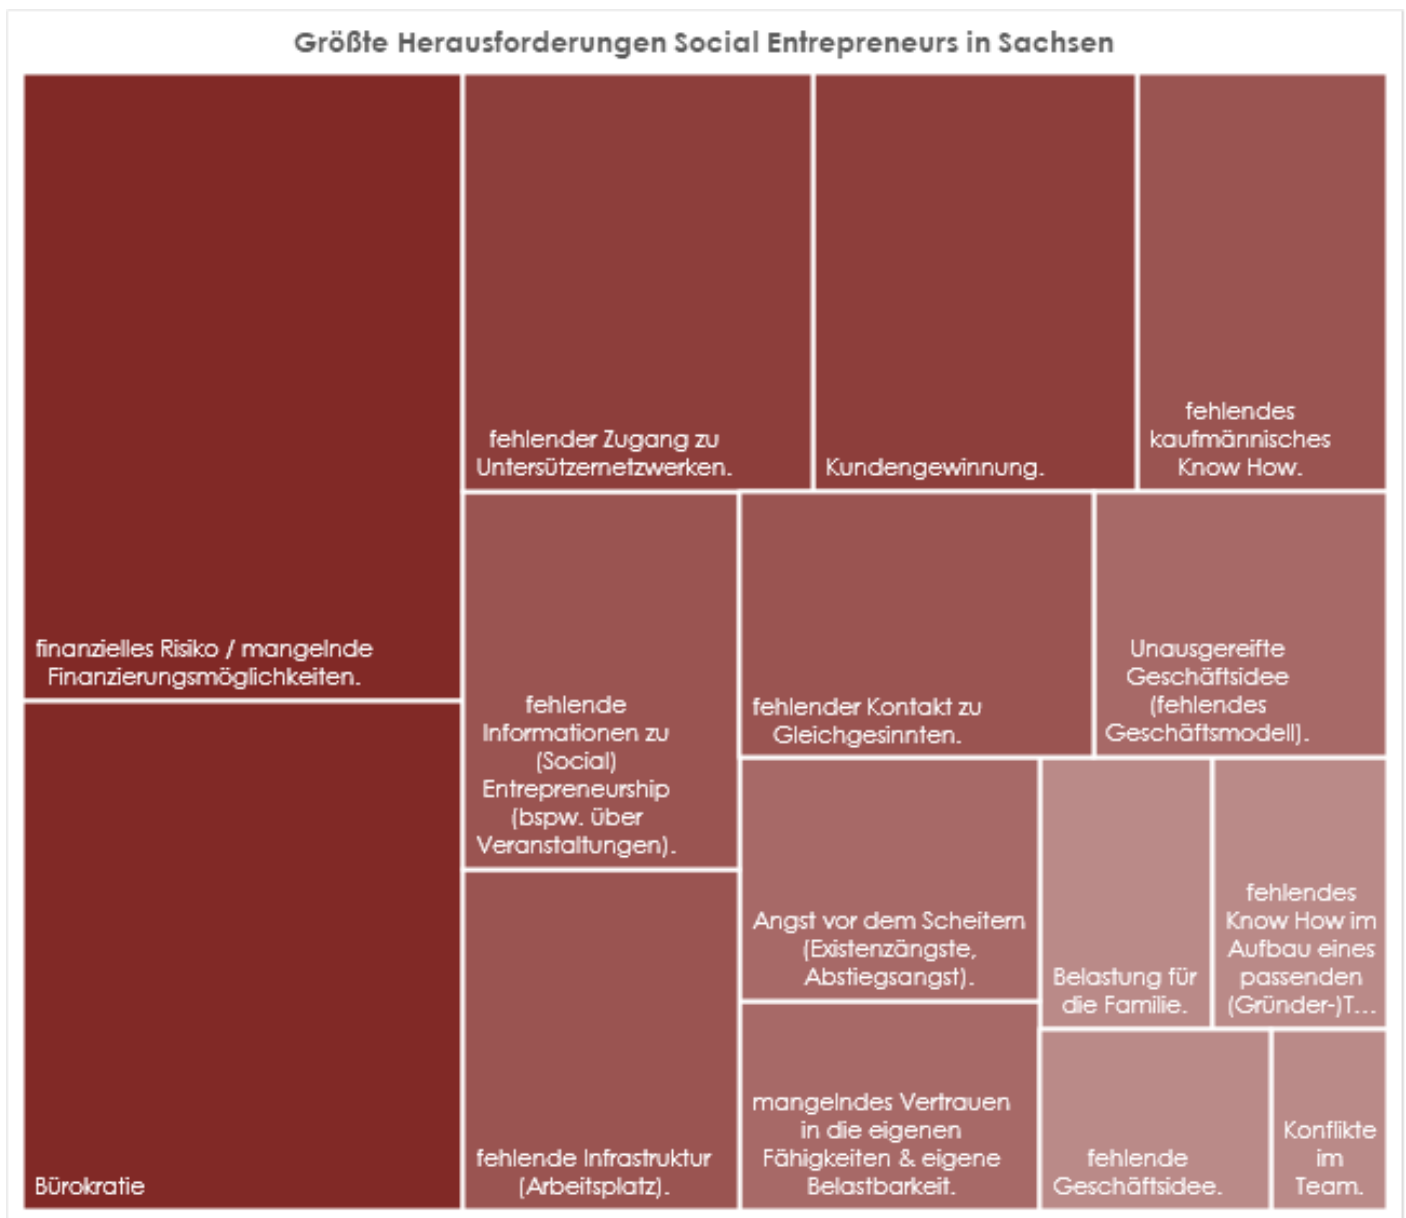 Größte Herausforderungen Social Entrepreneurs in Sachsen
finanzielles Risiko / mangelnde
Finanzierungsmöglichkeiten.
Bürokratie
fehlender Zugang zu
Untersützernetzwerken.
Kundengewinnung.
fehlendes
kaufmännisches
Know How.
fehlende
Informationen zu
(Social)
Entrepreneurship
(bspw. über
Veranstaltungen).
fehlende Infrastruktur
(Arbeitsplatz).
fehlender Kontakt zu
Gleichgesinnten.
Unausgereifte
Geschäftsidee
(fehlendes
Geschäftsmodell).
Angst vor dem Scheitern
(Existenzängste,
Abstiegsangst).
mangelndes Vertrauen
in die eigenen
Fähigkeiten & eigene
Belastbarkeit.
Belastung für
die Familie.
fehlendes
Know How im
Aufbau eines
passenden
(Gründer-)T...
fehlende
Geschäftsidee.
Konflikte
im
Team.